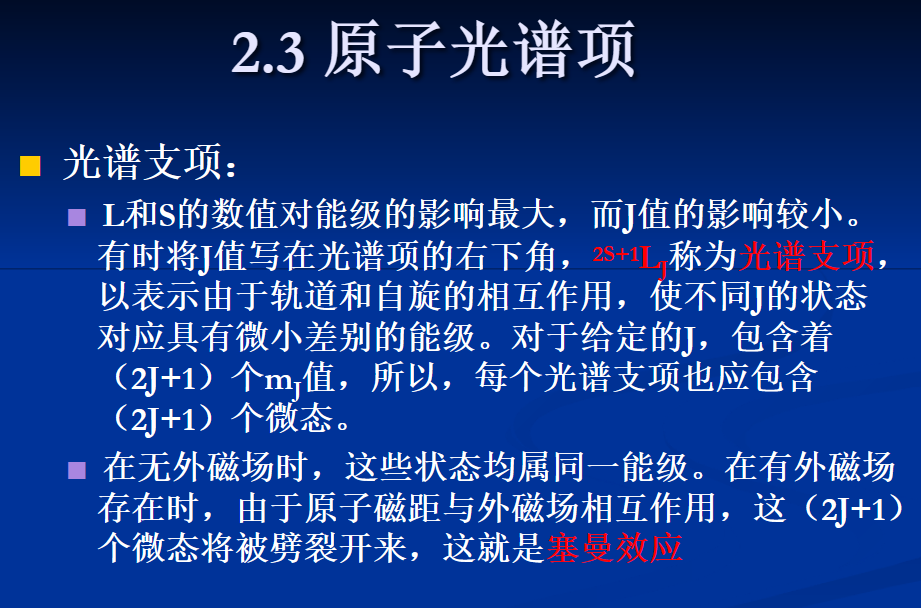 2.3 原子光谱项
光谱支项：
L和S的数值对能级的影响最大，而J值的影响较小。
有时将J值写在光谱项的右下角，²ˢ⁺¹L_J称为光谱支项，
以表示由于轨道和自旋的相互作用，使不同J的状态
对应具有微小差别的能级。对于给定的J，包含着
（2J+1）个m_J值，所以，每个光谱支项也应包含
（2J+1）个微态。
在无外磁场时，这些状态均属同一能级。在有外磁场
存在时，由于原子磁距与外磁场相互作用，这（2J+1）
个微态将被劈裂开来，这就是塞曼效应